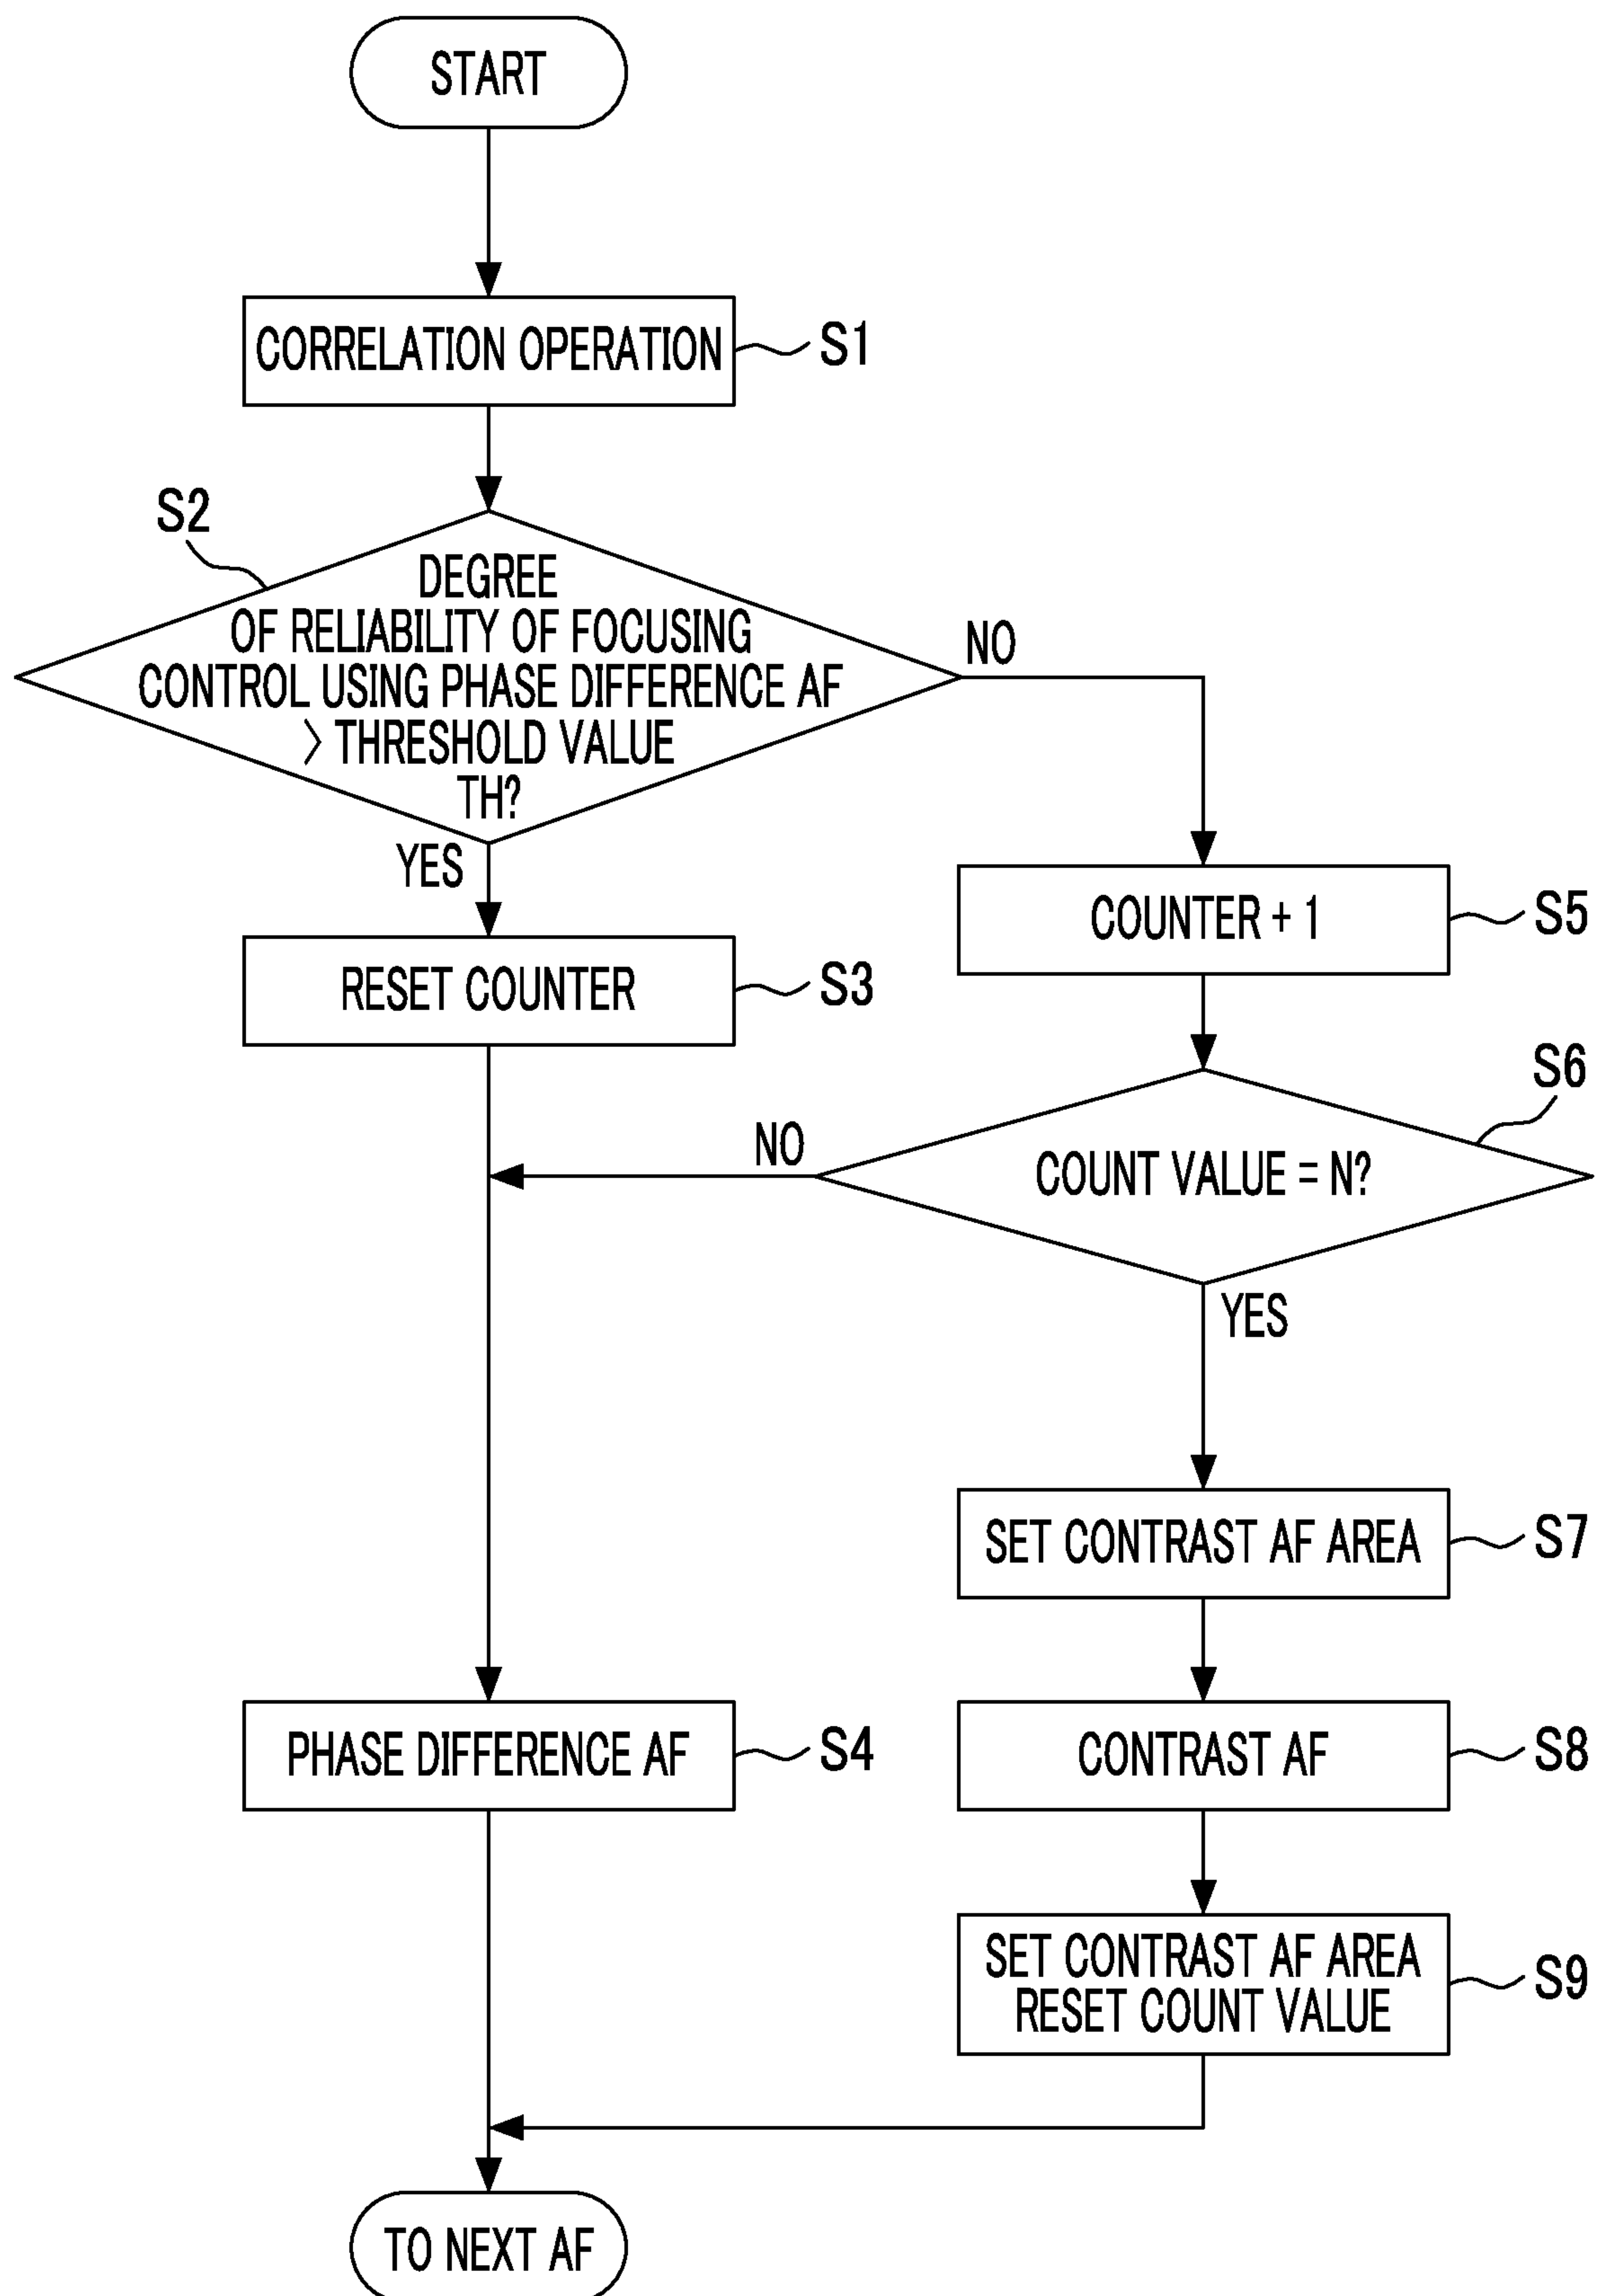 START
CORRELATION OPERATION
S1
S2
DEGREE
OF RELIABILITY OF FOCUSING
CONTROL USING PHASE DIFFERENCE AF
> THRESHOLD VALUE
TH?
NO
YES
COUNTER + 1
S5
RESET COUNTER
S3
S6
NO
COUNT VALUE = N?
YES
SET CONTRAST AF AREA
S7
PHASE DIFFERENCE AF
S4
CONTRAST AF
S8
SET CONTRAST AF AREA
RESET COUNT VALUE
S9
TO NEXT AF